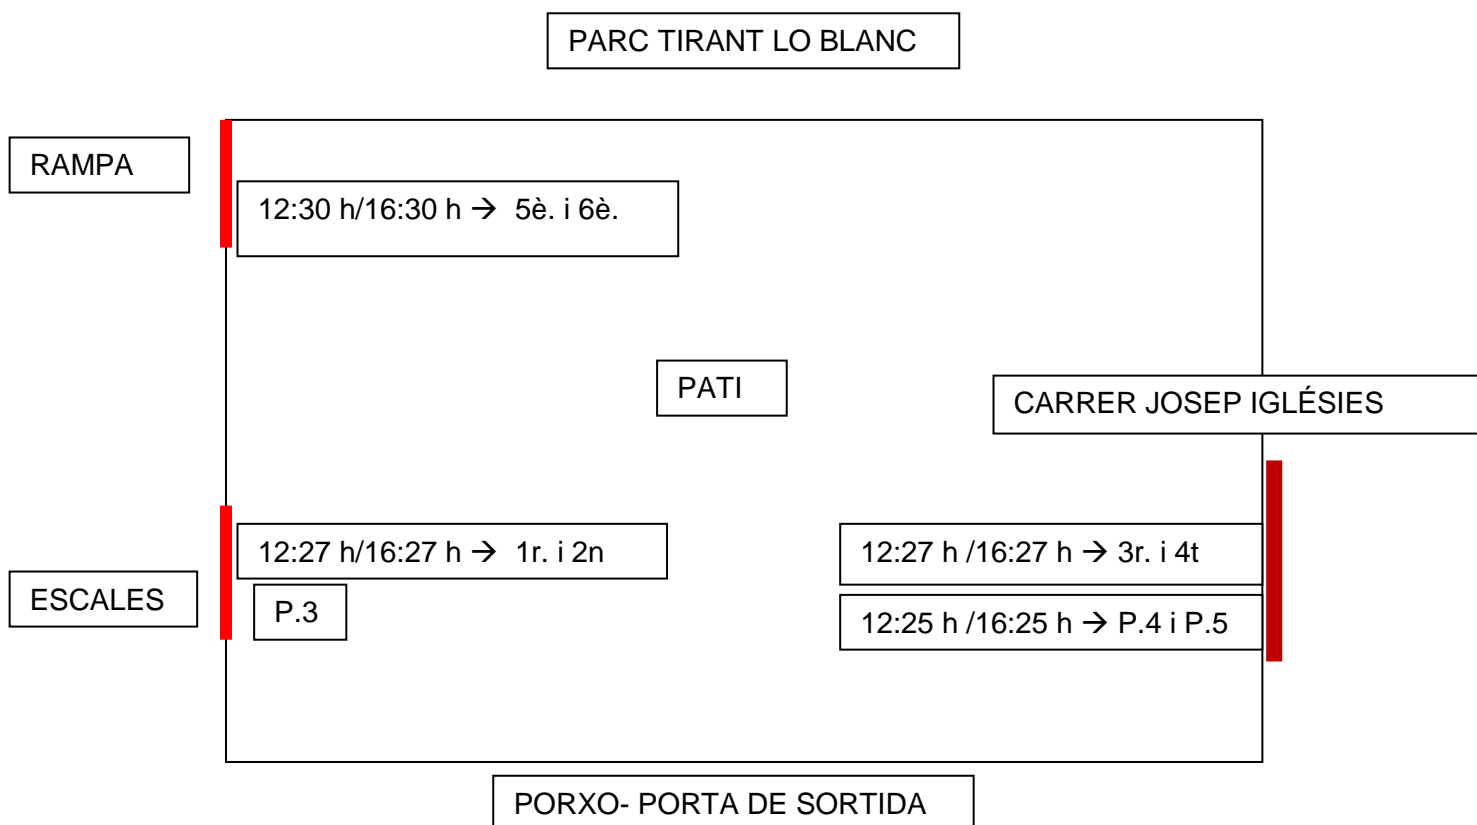 PARC TIRANT LO BLANC
RAMPA
12:30 h/16:30 h → 5è. i 6è.
PATI
CARRER JOSEP IGLÉSIES
12:27 h/16:27 h → 1r. i 2n
12:27 h /16:27 h → 3r. i 4t
ESCALES
P.3
12:25 h /16:25 h → P.4 i P.5
PORXO- PORTA DE SORTIDA